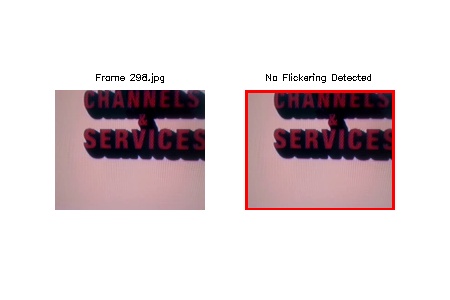 Frame 298.jpg
No Flickering Detected
CHANNELS
&
SERVICES
CHANNELS
&
SERVICES